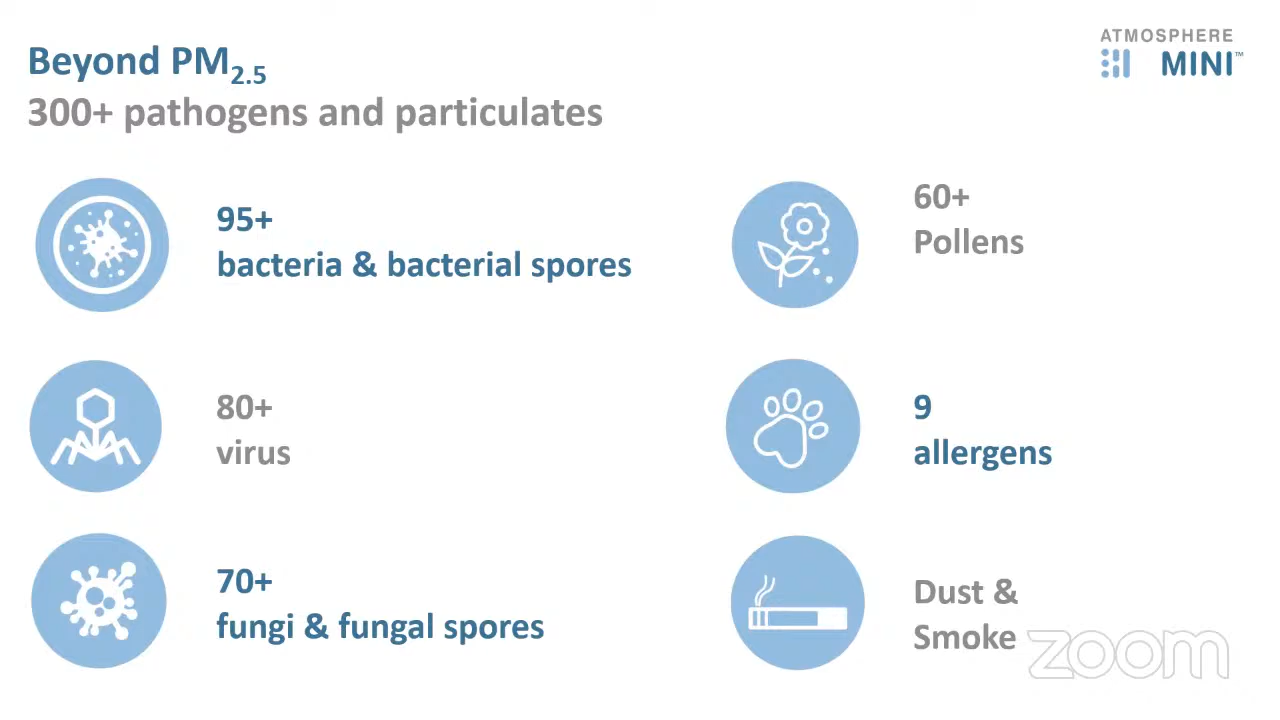 Beyond PM2.5
300+ pathogens and particulates
ATMOSPHERE
MINI™
95+
bacteria & bacterial spores
80+
virus
70+
fungi & fungal spores
60+
Pollens
9
allergens
Dust &
Smoke
zoom